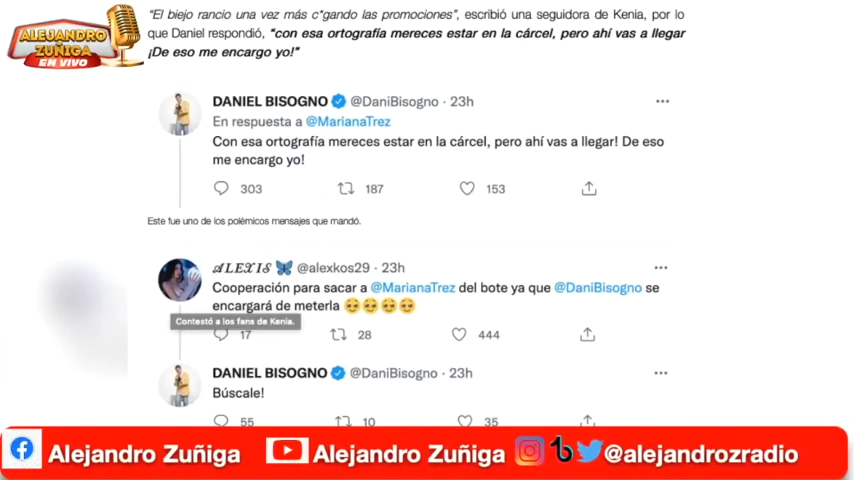 "El biejo rancio una vez más c*gando las promociones", escribió una seguidora de Kenia, por lo
que Daniel respondió, "con esa ortografía mereces estar en la cárcel, pero ahí vas a llegar
¡De eso me encargo yo!"
ALEJANDRO
ZUÑIGA
EN VIVO
DANIEL BISOGNO @DaniBisogno · 23h
En respuesta a @MarianaTrez
Con esa ortografía mereces estar en la cárcel, pero ahí vas a llegar! De eso
me encargo yo!
303 187 153
Este fue uno de los polémicos mensajes que mandó.
𝓐𝓛𝓔𝓧𝓘𝓢 🦋 @alexkos29 · 23h
Cooperación para sacar a @MarianaTrez del bote ya que @DaniBisogno se
encargará de meterla 🥹🥹🥹🥹
Contestó a los fans de Kenia.
17 28 444
DANIEL BISOGNO @DaniBisogno · 23h
Búscale!
55 10 35
Alejandro Zuñiga Alejandro Zuñiga @alejandrozradio